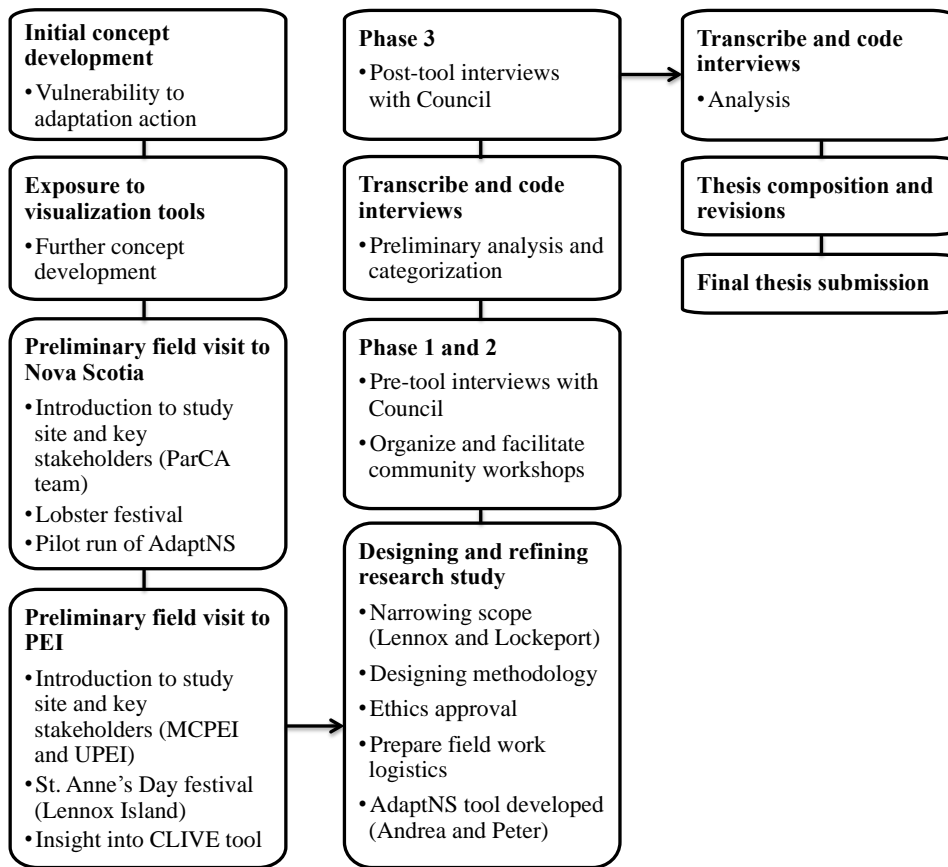 Initial concept
development
•Vulnerability to
adaptation action
Exposure to
visualization tools
•Further concept
development
Preliminary field visit to
Nova Scotia
•Introduction to study
site and key
stakeholders (ParCA
team)
•Lobster festival
•Pilot run of AdaptNS
Preliminary field visit to
PEI
•Introduction to study
site and key
stakeholders (MCPEI
and UPEI)
•St. Anne's Day festival
(Lennox Island)
•Insight into CLIVE tool
Phase 3
•Post-tool interviews
with Council
Transcribe and code
interviews
•Preliminary analysis and
categorization
Phase 1 and 2
•Pre-tool interviews with
Council
•Organize and facilitate
community workshops
Designing and refining
research study
•Narrowing scope
(Lennox and Lockeport)
•Designing methodology
•Ethics approval
•Prepare field work
logistics
•AdaptNS tool developed
(Andrea and Peter)
Transcribe and code
interviews
•Analysis
Thesis composition and
revisions
Final thesis submission